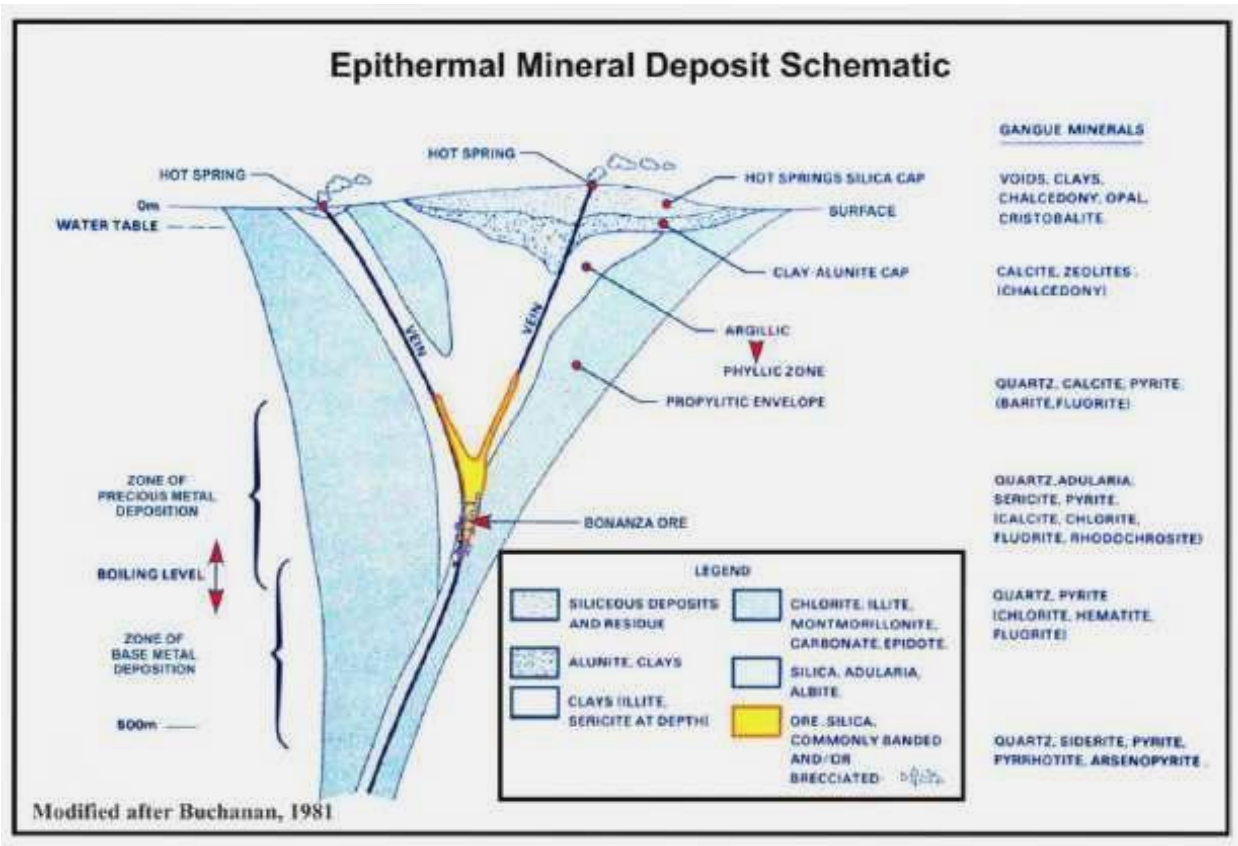 Epithermal Mineral Deposit Schematic
GANGUE MINERALS
HOT SPRING
HOT SPRING
HOT SPRINGS SILICA CAP
VOIDS, CLAYS,
CHALCEDONY, OPAL,
CRISTOBALITE.
0m
SURFACE
WATER TABLE
CLAY-ALUNITE CAP
CALCITE, ZEOLITES.
(CHALCEDONY)
VEIN
VEIN
ARGILLIC
PHYLLIC ZONE
PROPYLITIC ENVELOPE
QUARTZ, CALCITE, PYRITE
(BARITE,FLUORITE)
ZONE OF
PRECIOUS METAL
DEPOSITION
QUARTZ,ADULARIA,
SERICITE, PYRITE,
(CALCITE, CHLORITE,
FLUORITE, RHODOCHROSITE)
BONANZA ORE
BOILING LEVEL
QUARTZ, PYRITE
(CHLORITE, HEMATITE,
FLUORITE)
ZONE OF
BASE METAL
DEPOSITION
500m
QUARTZ, SIDERITE, PYRITE,
PYRRHOTITE, ARSENOPYRITE.
LEGEND
SILICEOUS DEPOSITS
AND RESIDUE
ALUNITE, CLAYS
CLAYS (ILLITE,
SERICITE AT DEPTH)
CHLORITE, ILLITE,
MONTMORILLONITE,
CARBONATE, EPIDOTE.
SILICA, ADULARIA,
ALBITE.
ORE, SILICA,
COMMONLY BANDED
AND/OR
BRECCIATED
Modified after Buchanan, 1981